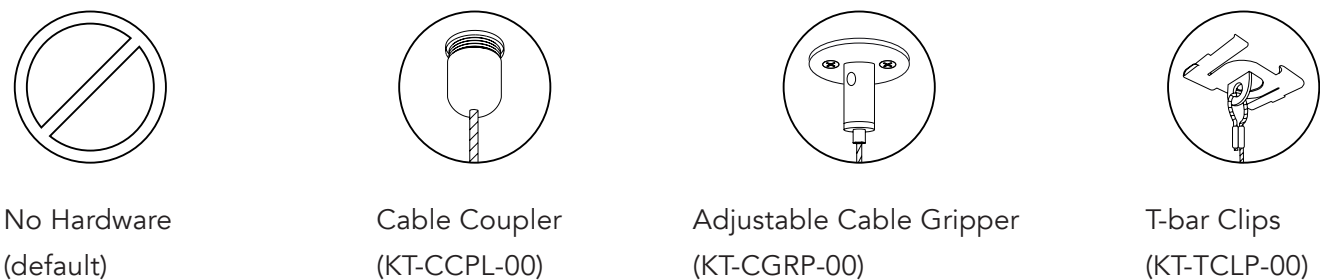 No Hardware
(default)
Cable Coupler
(KT-CCPL-00)
Adjustable Cable Gripper
(KT-CGRP-00)
T-bar Clips
(KT-TCLP-00)